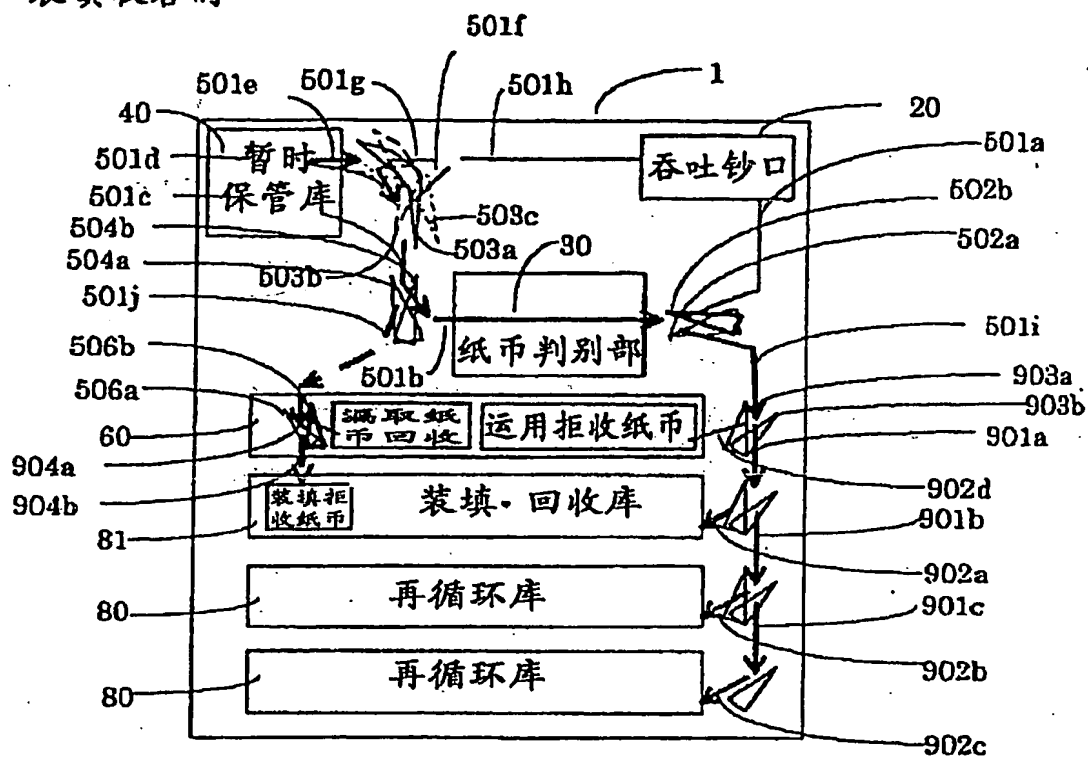 501f
501e 501g 501h 1
40 20
501d 暂时 吞吐钞口 501a
501c 保管库 502b
504b 503c
504a 503b 503a 30 502a
501j 501i
506b 纸币判别部
506a 501b 903a
60 漏取纸 运用拒收纸币 903b
币回收 901a
904a 902d
904b 装填拒 装填·回收库 901b
81 收纸币
902a
80 再循环库 901c
902b
80 再循环库
902c